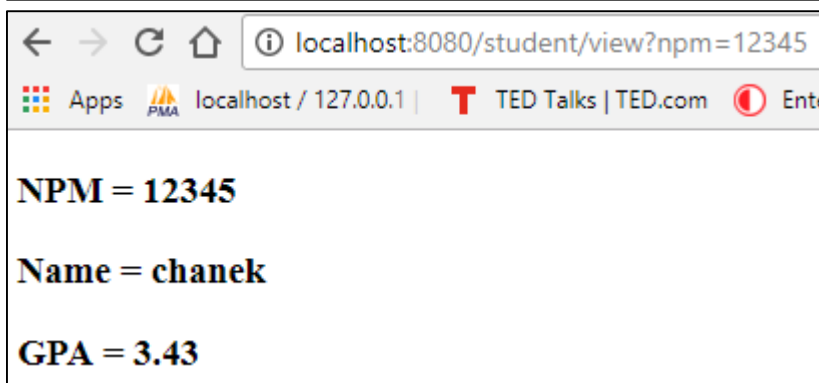 localhost:8080/student/view?npm=12345
Apps PMA localhost / 127.0.0.1 | TED Talks | TED.com
NPM = 12345
Name = chanek
GPA = 3.43